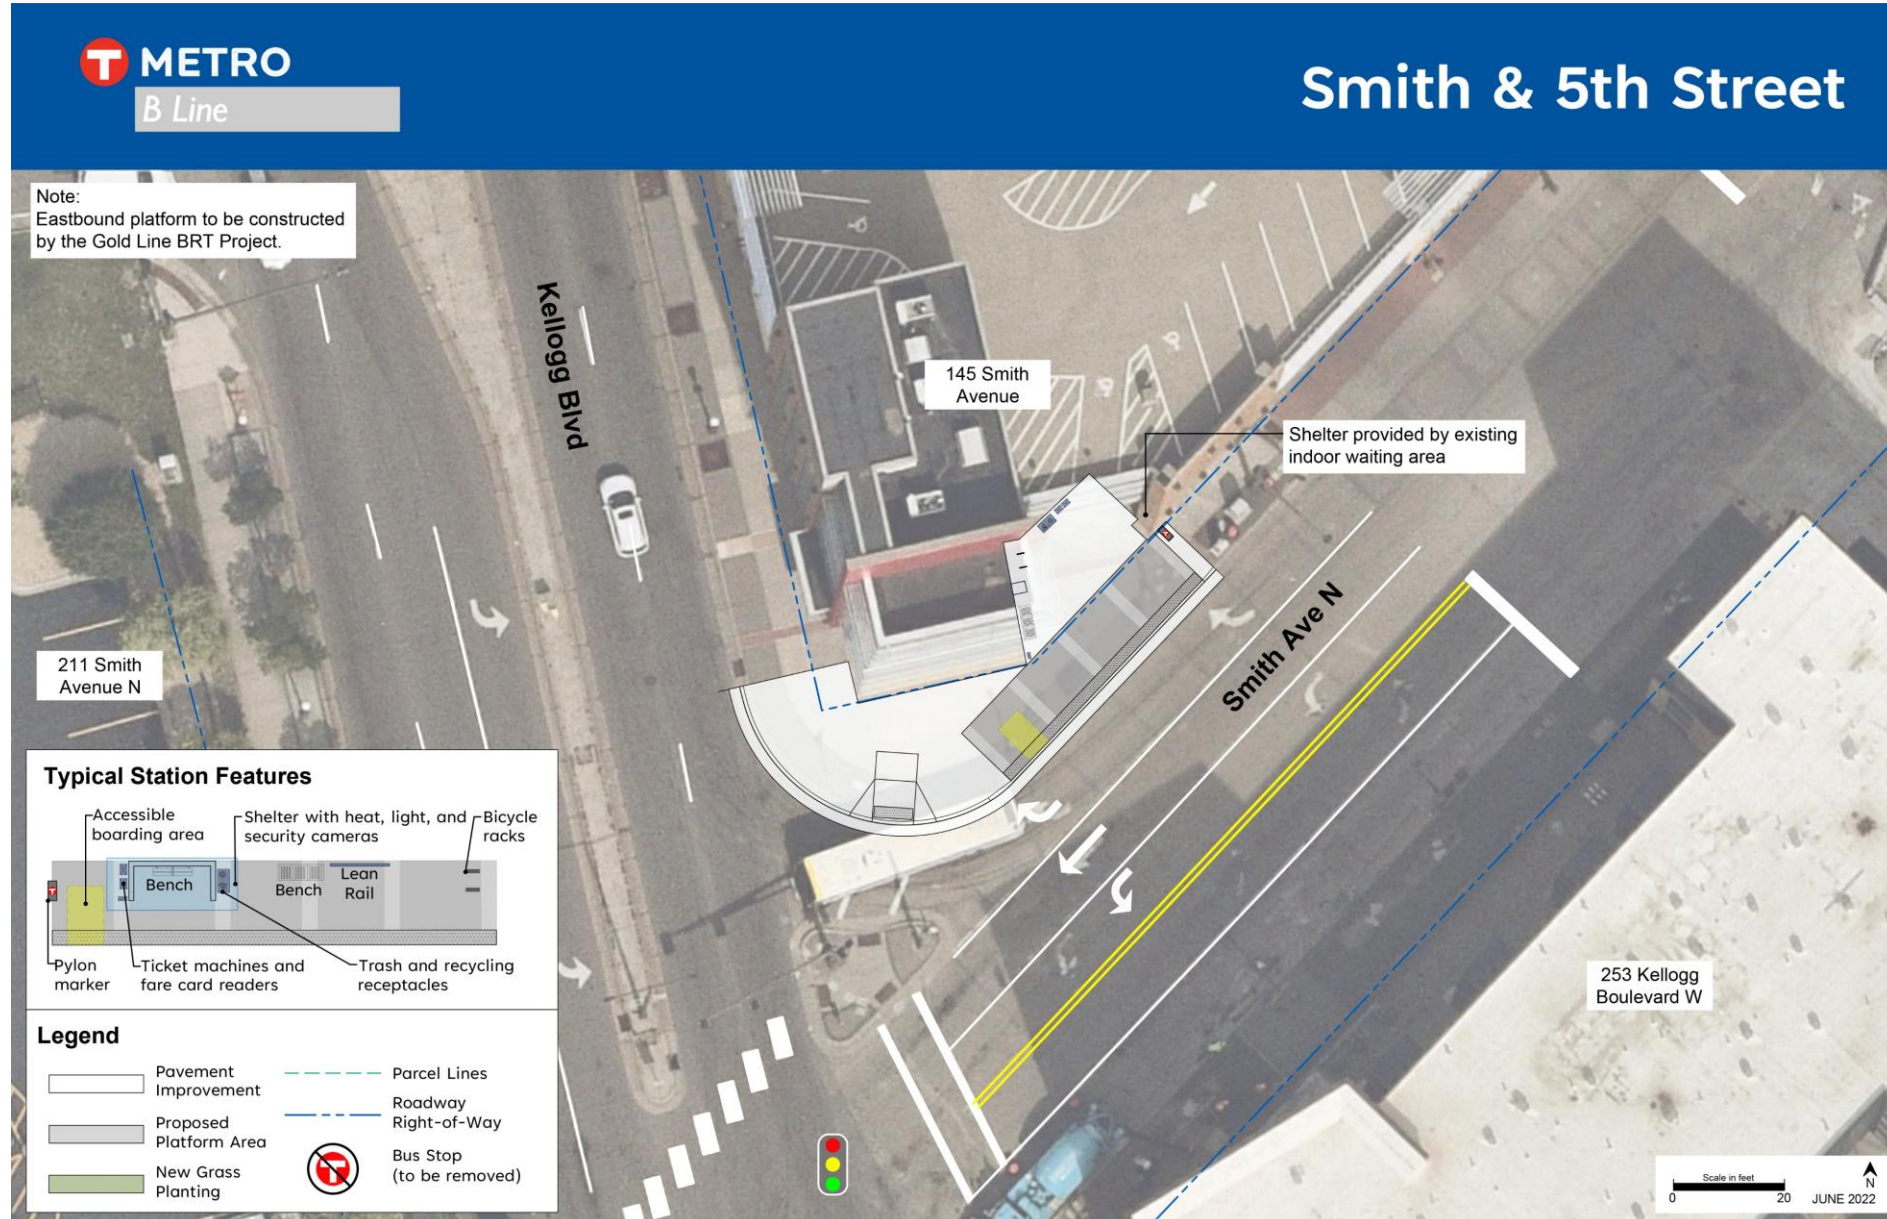 METRO
B Line
Smith & 5th Street
Note:
Eastbound platform to be constructed
by the Gold Line BRT Project.
Kellogg Blvd
145 Smith
Avenue
Shelter provided by existing
indoor waiting area
Smith Ave N
211 Smith
Avenue N
253 Kellogg
Boulevard W
Typical Station Features
Accessible
boarding area
Shelter with heat, light, and
security cameras
Bicycle
racks
Bench
Bench
Lean
Rail
Pylon
marker
Ticket machines and
fare card readers
Trash and recycling
receptacles
Legend
Pavement
Improvement
Proposed
Platform Area
New Grass
Planting
Parcel Lines
Roadway
Right-of-Way
Bus Stop
(to be removed)
Scale in feet
0 20
N
JUNE 2022